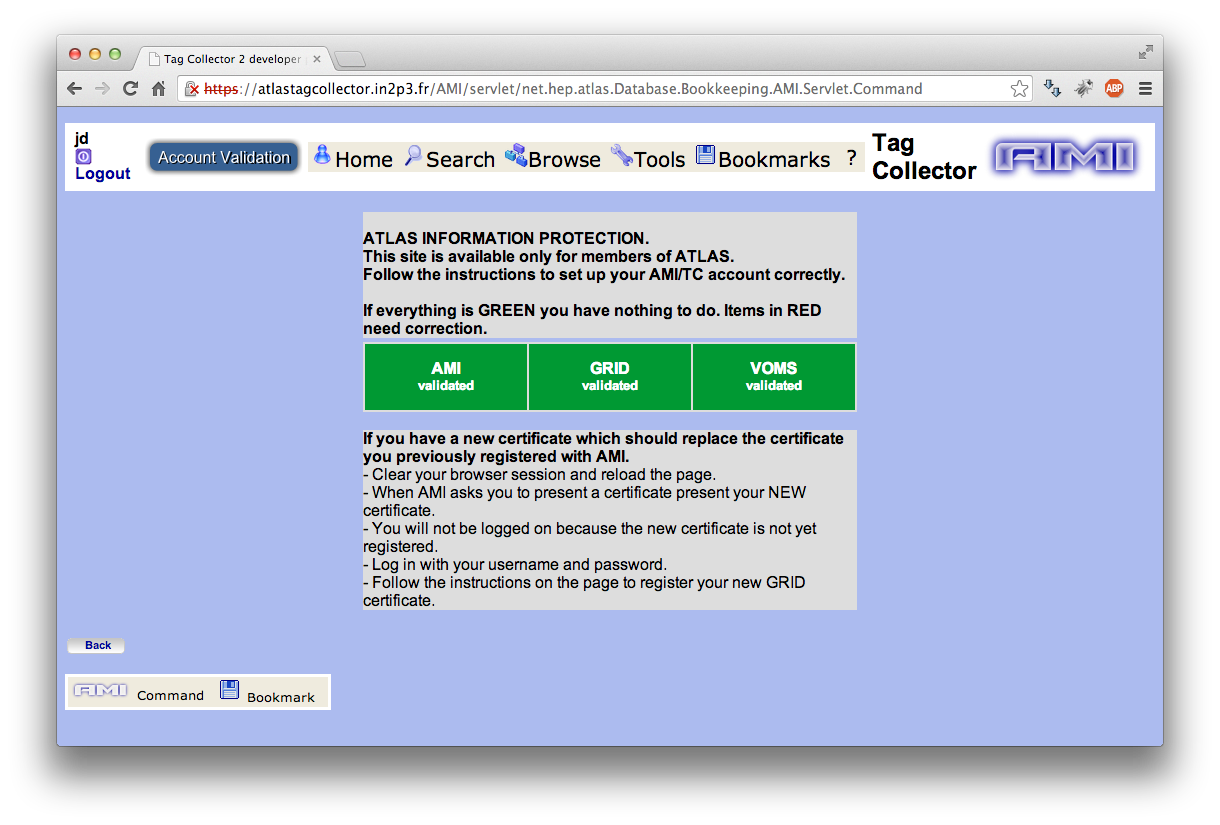 Tag Collector 2 developer
https://atlastagcollector.in2p3.fr/AMI/servlet/net.hep.atlas.Database.Bookkeeping.AMI.Servlet.Command
ABP
jd
Logout
Account Validation
Home
Search
Browse
Tools
Bookmarks
?
Tag
Collector
AMI
ATLAS INFORMATION PROTECTION.
This site is available only for members of ATLAS.
Follow the instructions to set up your AMI/TC account correctly.
If everything is GREEN you have nothing to do. Items in RED
need correction.
AMI
validated
GRID
validated
VOMS
validated
If you have a new certificate which should replace the certificate
you previously registered with AMI.
- Clear your browser session and reload the page.
- When AMI asks you to present a certificate present your NEW
certificate.
- You will not be logged on because the new certificate is not yet
registered.
- Log in with your username and password.
- Follow the instructions on the page to register your new GRID
certificate.
Back
AMI Command
Bookmark